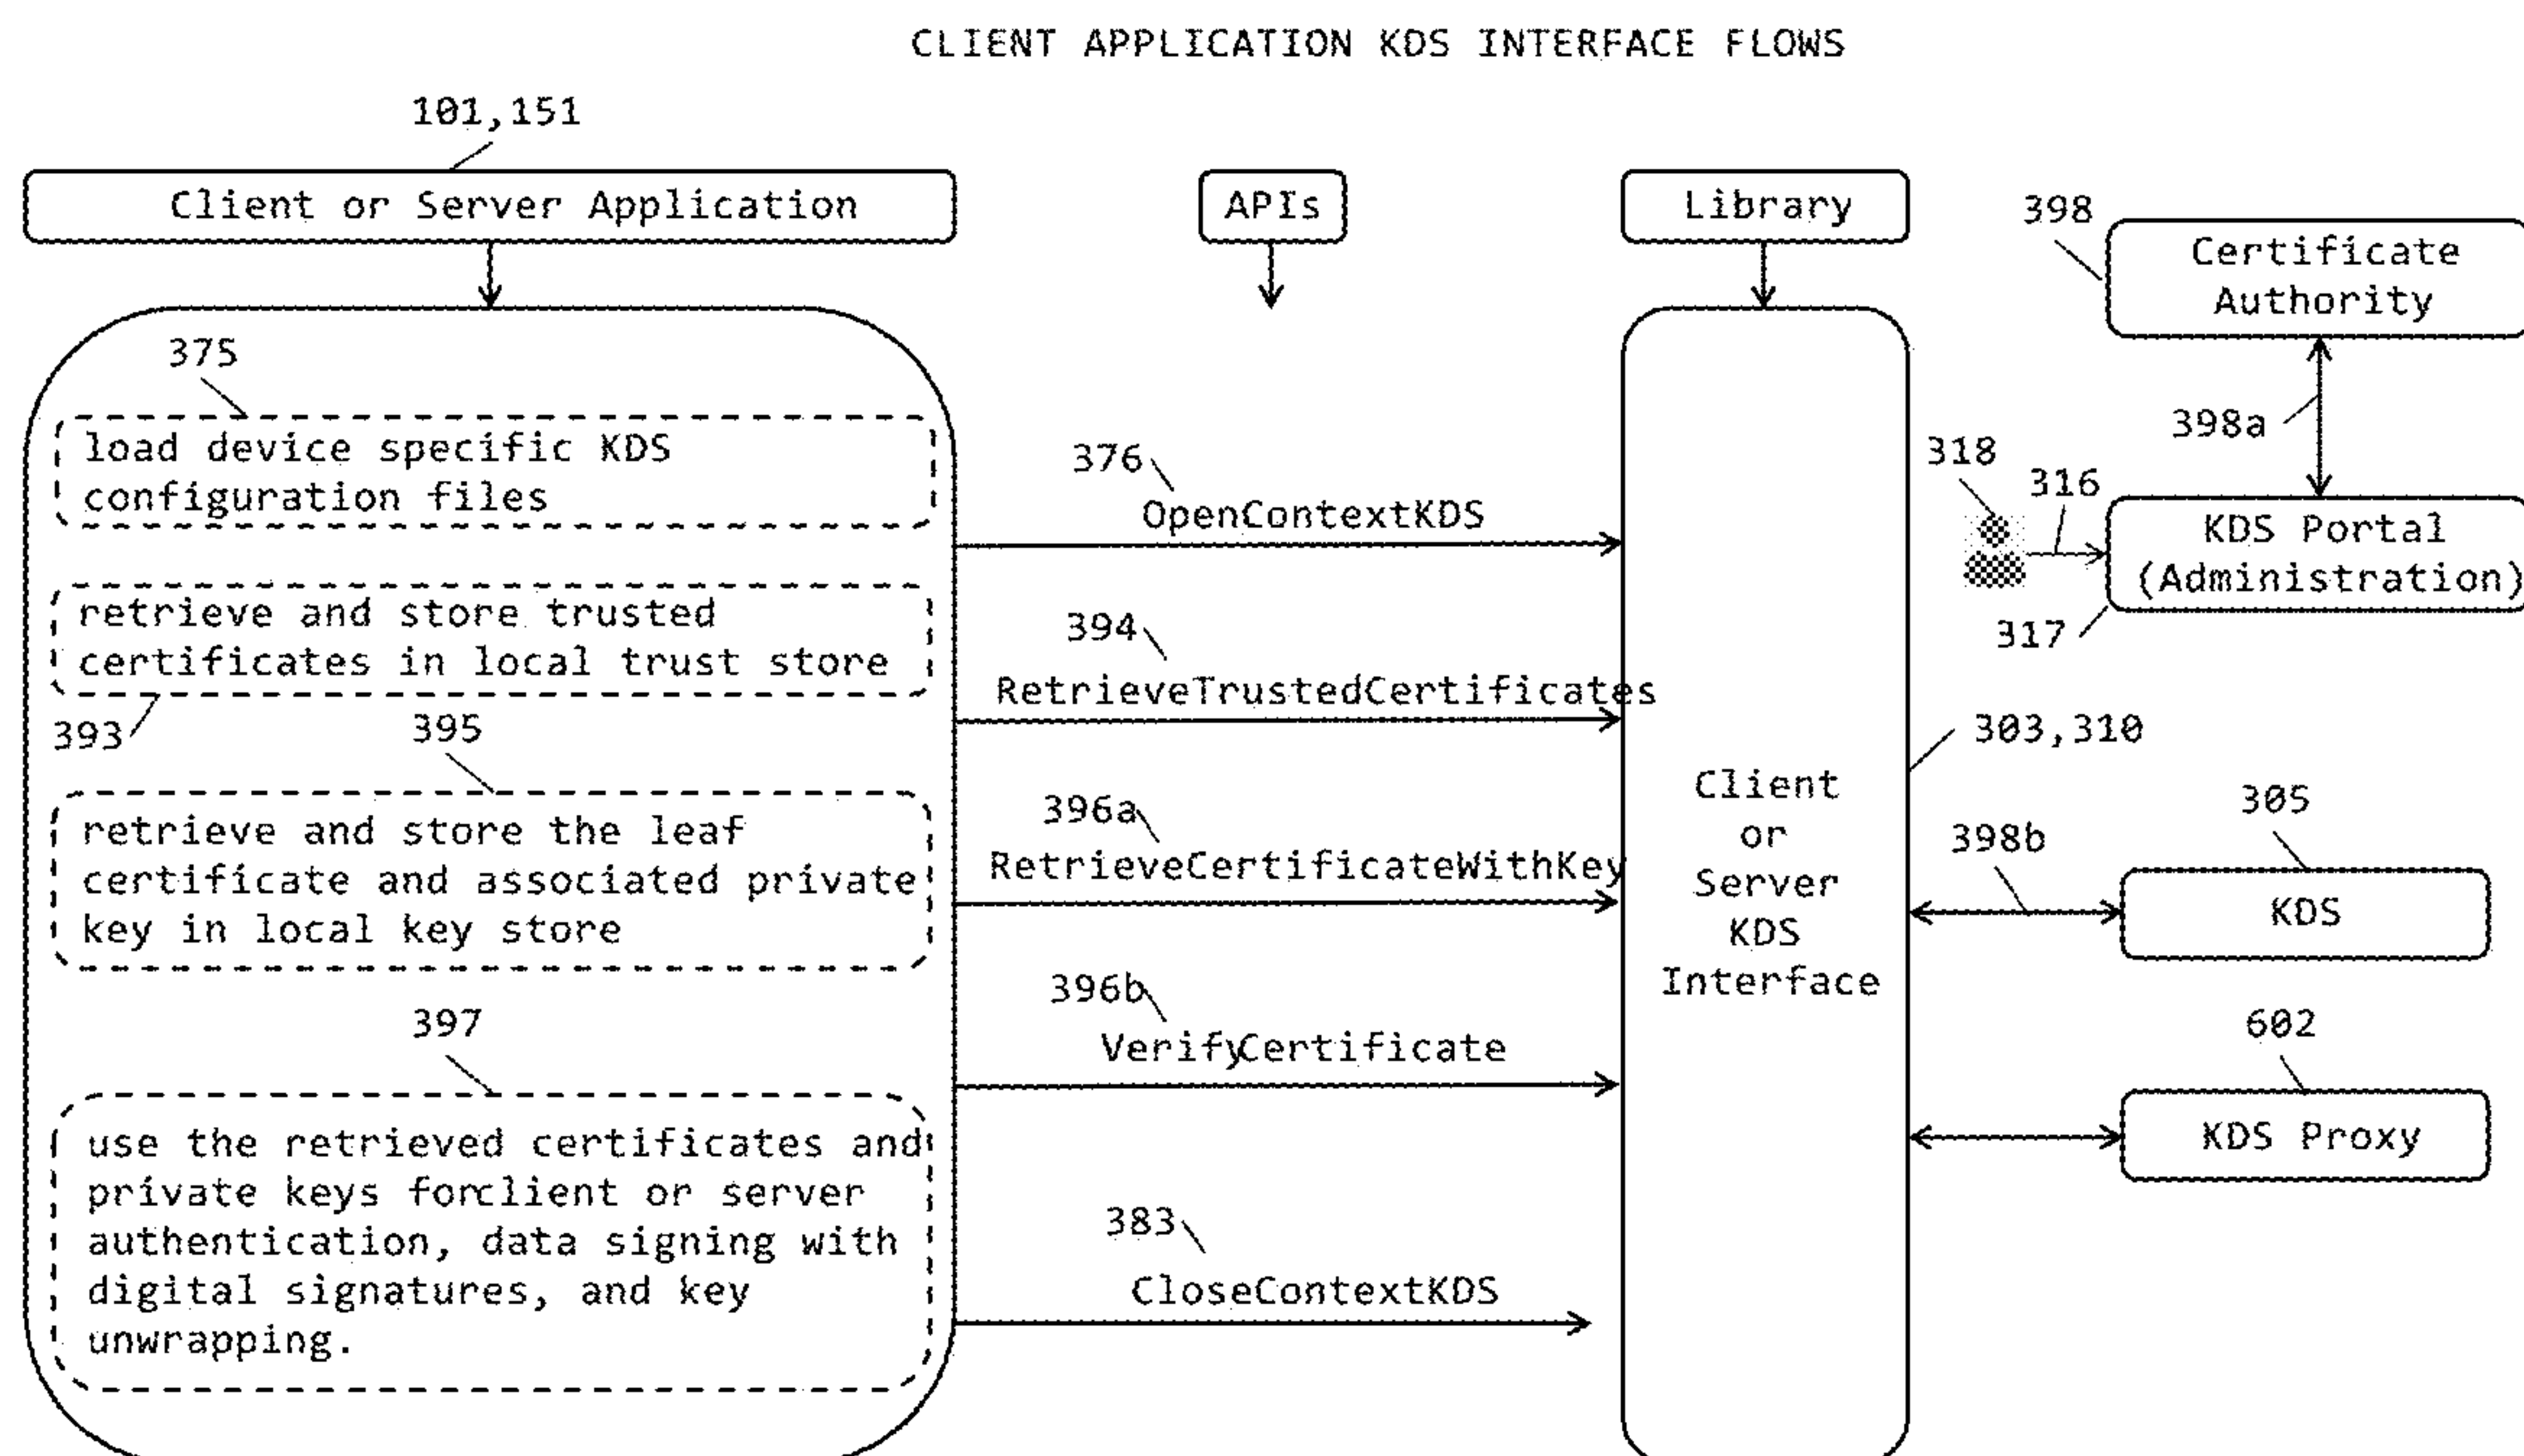 CLIENT APPLICATION KDS INTERFACE FLOWS
101,151
Client or Server Application
APIs
Library
398
Certificate
Authority
398a
375
load device specific KDS
configuration files
376
OpenContextKDS
318
316
KDS Portal
(Administration)
317
retrieve and store trusted
certificates in local trust store
393
394
RetrieveTrustedCertificates
303,310
395
retrieve and store the leaf
certificate and associated private
key in local key store
396a
RetrieveCertificateWithKey
Client
or
Server
KDS
Interface
398b
305
KDS
396b
VerifyCertificate
602
KDS Proxy
397
use the retrieved certificates and
private keys forclient or server
authentication, data signing with
digital signatures, and key
unwrapping.
383
CloseContextKDS